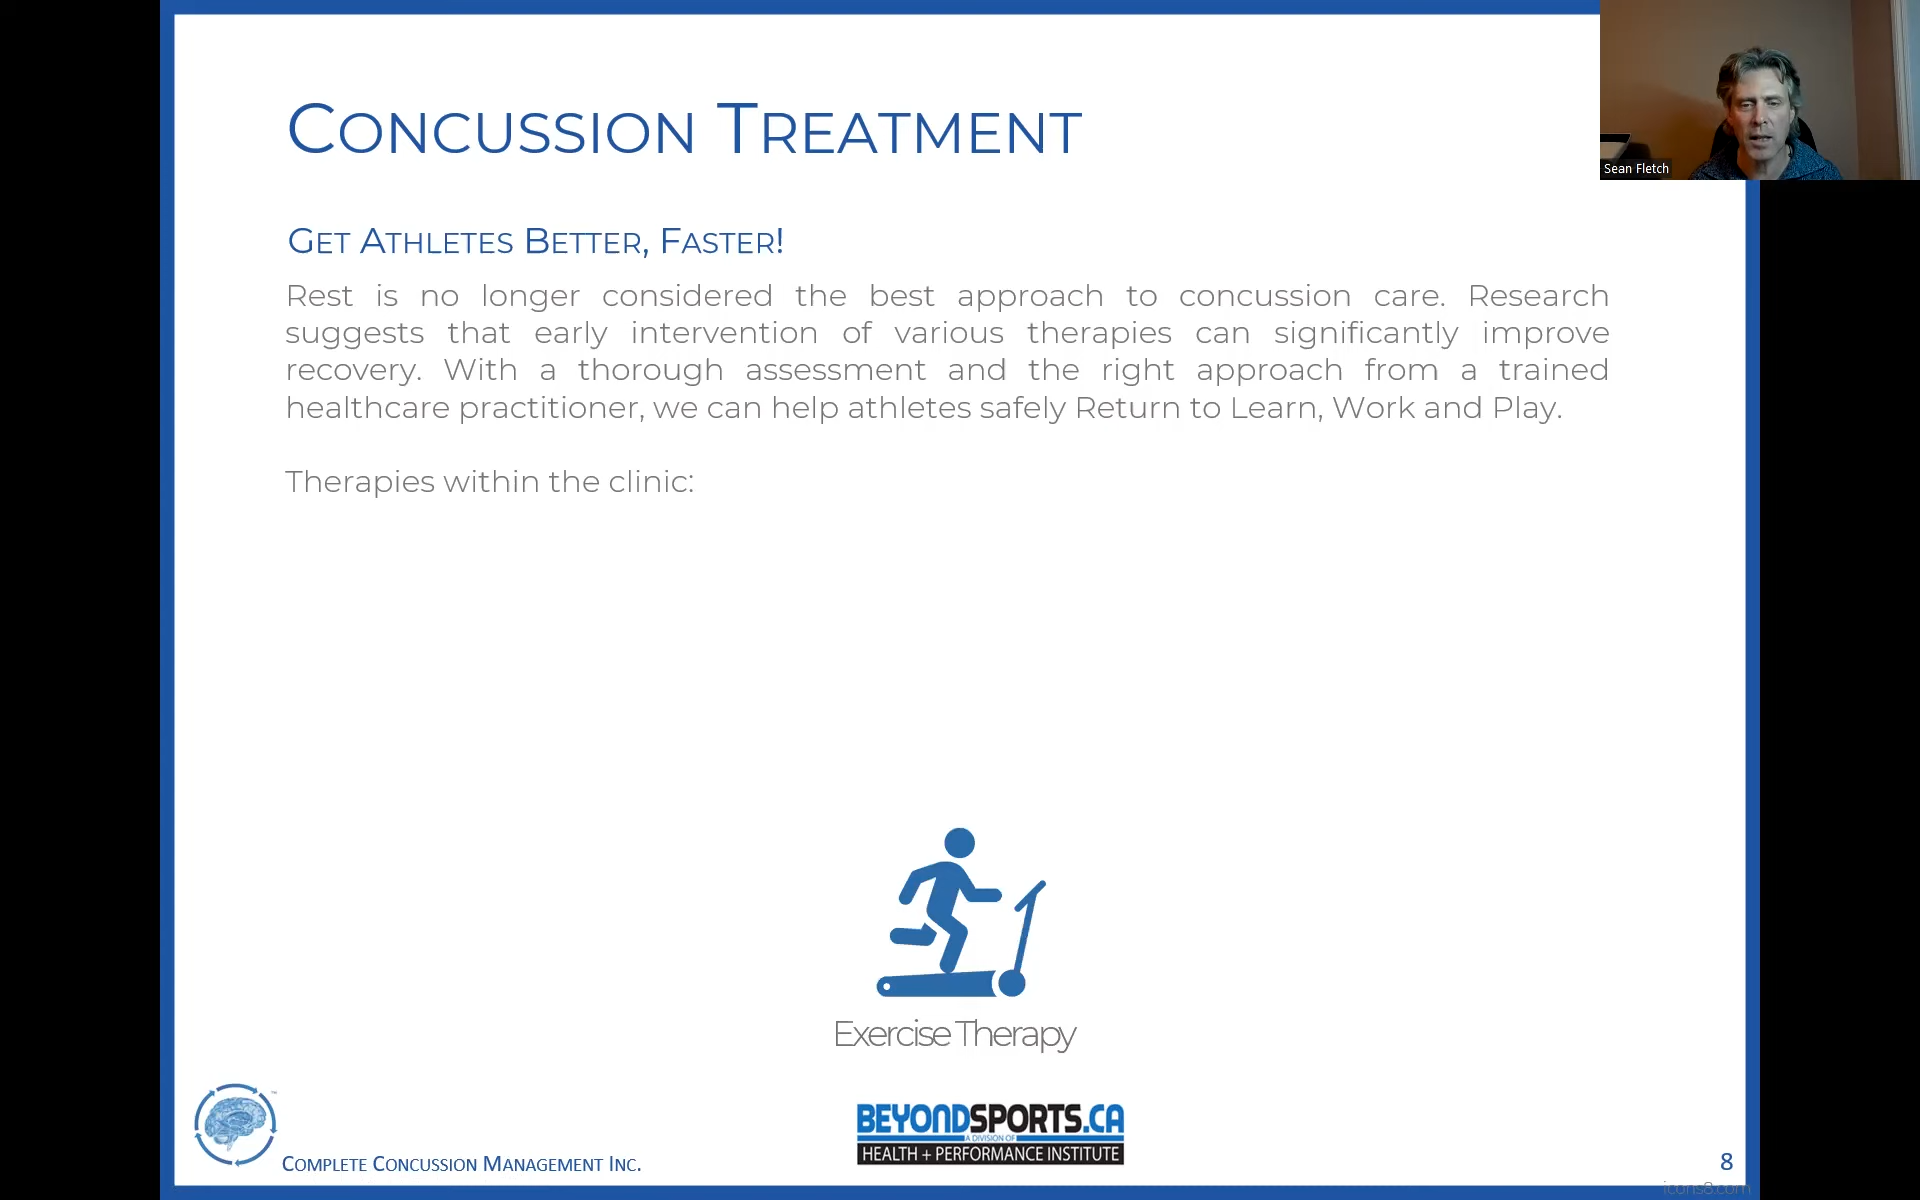 CONCUSSION TREATMENT
Sean Fletch
GET ATHLETES BETTER, FASTER!
Rest is no longer considered the best approach to concussion care. Research
suggests that early intervention of various therapies can significantly improve
recovery. With a thorough assessment and the right approach from a trained
healthcare practitioner, we can help athletes safely Return to Learn, Work and Play.
Therapies within the clinic:
Exercise Therapy
BEYONDSPORTS.CA
A DIVISION OF
HEALTH + PERFORMANCE INSTITUTE
COMPLETE CONCUSSION MANAGEMENT INC.
8
icons8.com